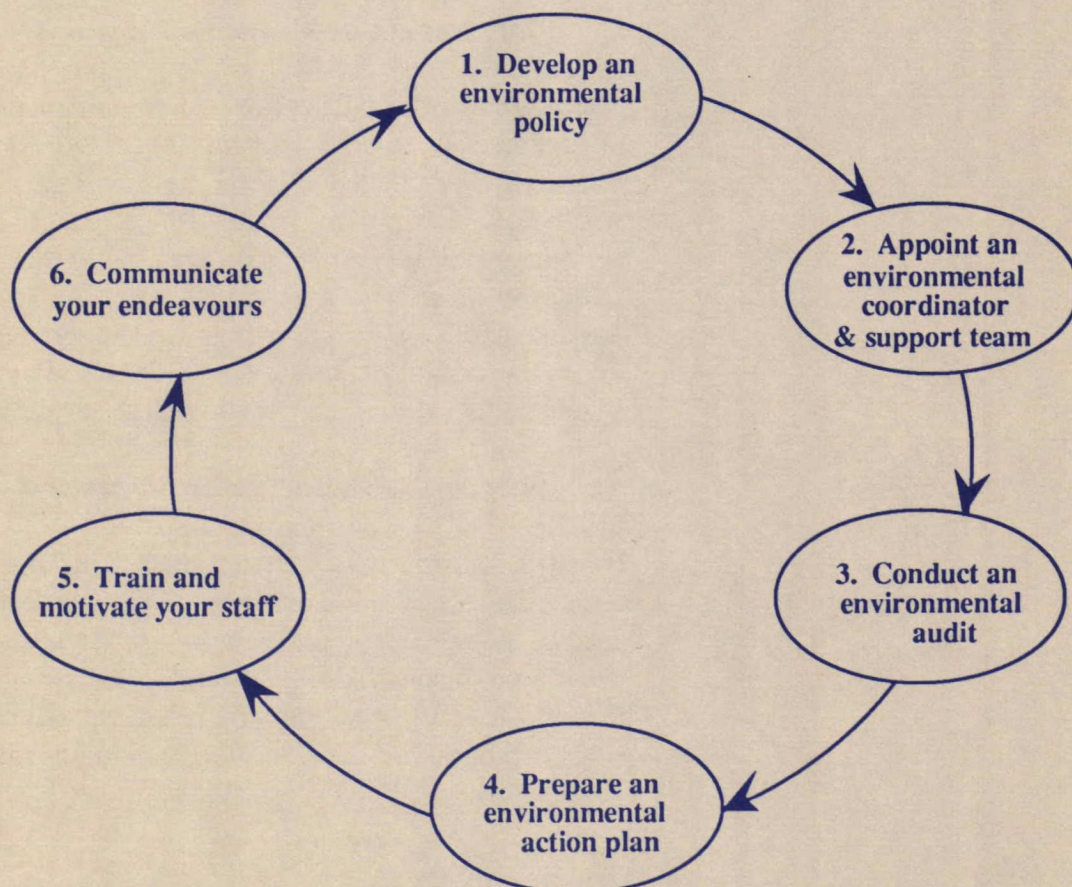 1. Develop an
environmental
policy
2. Appoint an
environmental
coordinator
& support team
3. Conduct an
environmental
audit
4. Prepare an
environmental
action plan
5. Train and
motivate your staff
6. Communicate
your endeavours